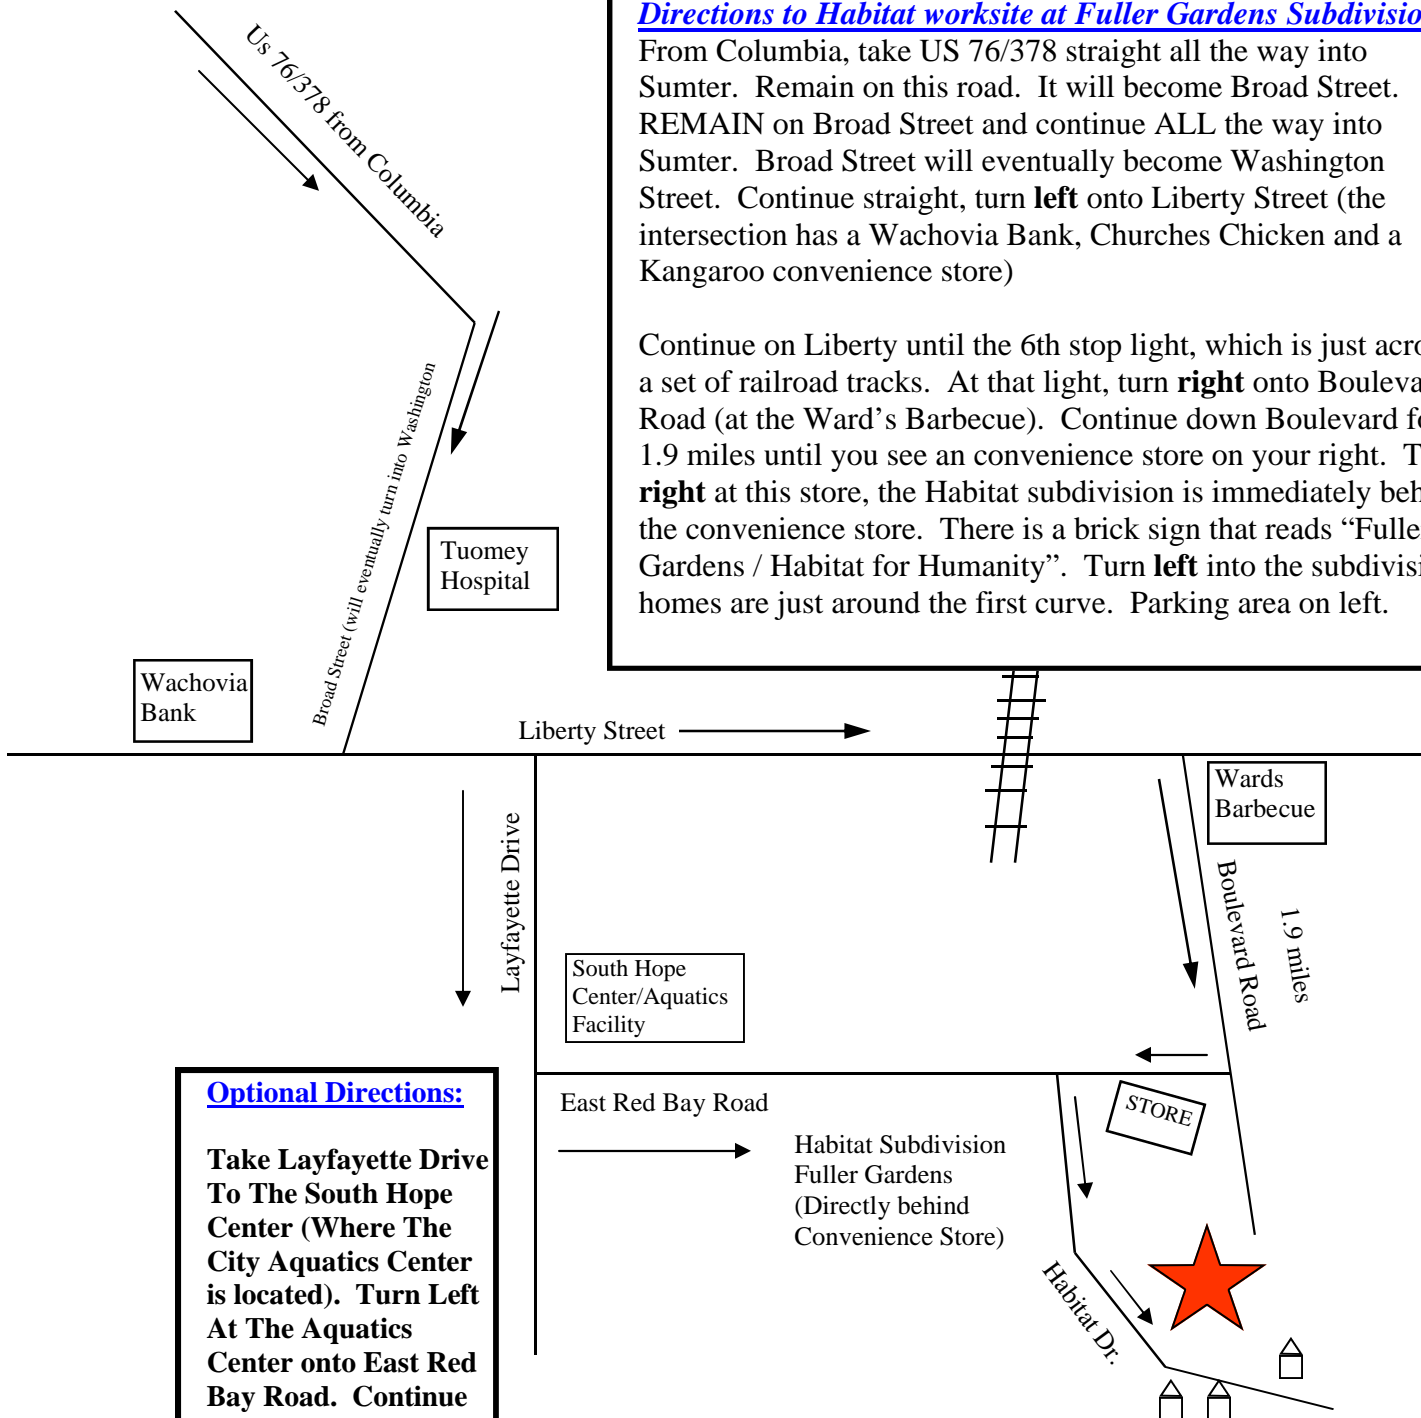 Directions to Habitat worksite at Fuller Gardens
From Columbia, take US 76/378 straight all the way into
Sumter. Remain on this road. It will become Broad Street.
REMAIN on Broad Street and continue ALL the way into
Sumter. Broad Street will eventually become Washington
Street. Continue straight, turn left onto Liberty Street (the
intersection has a Wachovia Bank, Churches Chicken and a
Kangaroo convenience store)
Continue on Liberty until the 6th stop light, which is just
a set of railroad tracks. At that light, turn right onto
Road (at the Ward’s Barbecue). Continue down Boulevard
1.9 miles until you see an convenience store on your right.
right at this store, the Habitat subdivision is immediately
the convenience store. There is a brick sign that reads
Gardens / Habitat for Humanity”. Turn left into the
homes are just around the first curve. Parking area on left.
Us 76/378 from Columbia
Broad Street (will eventually turn into Washington
Tuomey
Hospital
Wachovia
Bank
Liberty Street
Wards
Barbecue
Layfayette Drive
Boulevard Road
1.9 miles
South Hope
Center/Aquatics
Facility
East Red Bay Road
STORE
Habitat Subdivision
Fuller Gardens
(Directly behind
Convenience Store)
Habitat Dr.
Optional Directions:
Take Layfayette Drive
To The South Hope
Center (Where The
City Aquatics Center
is located). Turn Left
At The Aquatics
Center onto East Red
Bay Road. Continue